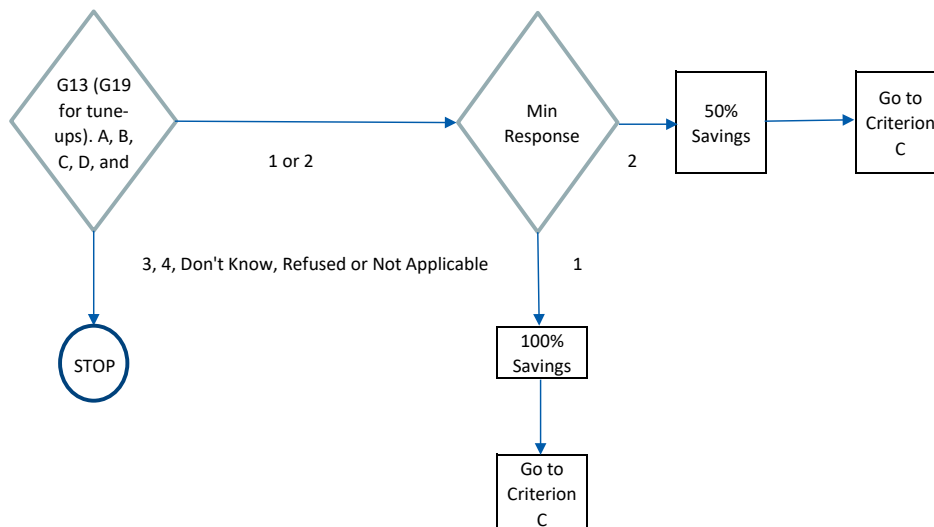 G13 (G19
for tune-
ups). A, B,
C, D, and
1 or 2
Min
Response
2
50%
Savings
Go to
Criterion
C
3, 4, Don't Know, Refused or Not Applicable
1
STOP
100%
Savings
Go to
Criterion
C